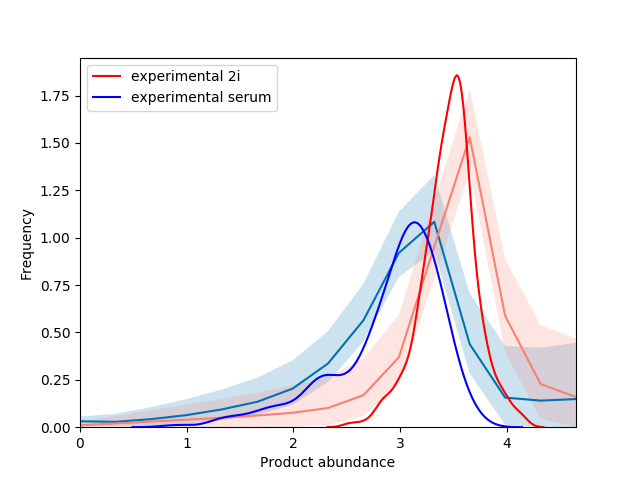 experimental 2i
experimental serum
1.75
1.50
1.25
1.00
0.75
0.50
0.25
0.00
Frequency
0 1 2 3 4
Product abundance